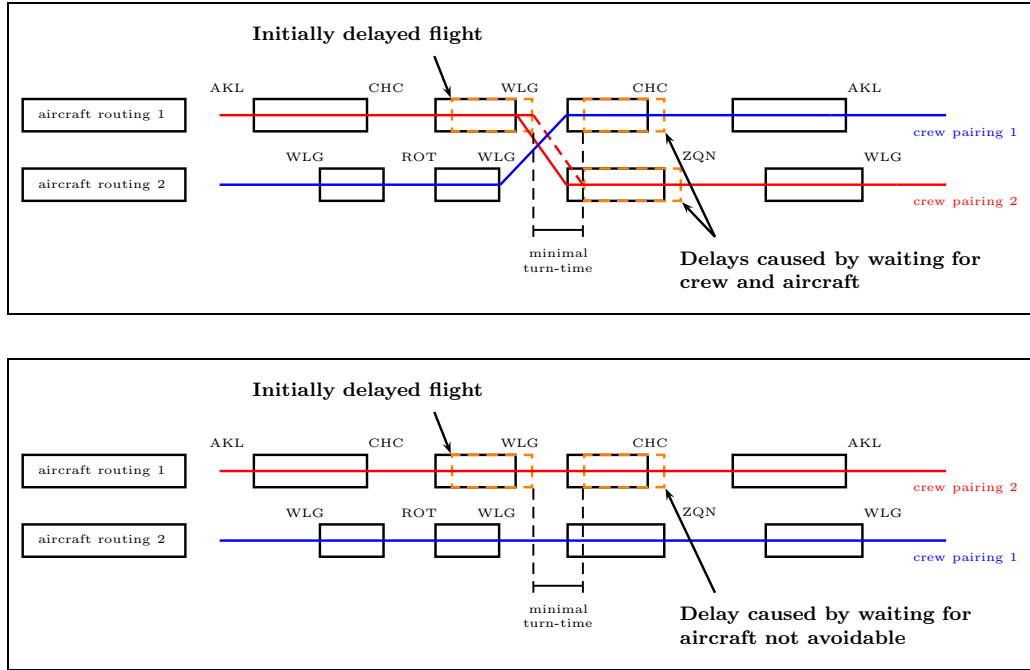 Initially delayed flight
AKL CHC WLG CHC AKL
aircraft routing 1
crew pairing 1
WLG ROT WLG ZQN WLG
aircraft routing 2
crew pairing 2
minimal
turn-time
Delays caused by waiting for
crew and aircraft
Initially delayed flight
AKL CHC WLG CHC AKL
aircraft routing 1
crew pairing 2
WLG ROT WLG ZQN WLG
aircraft routing 2
crew pairing 1
minimal
turn-time
Delay caused by waiting for
aircraft not avoidable